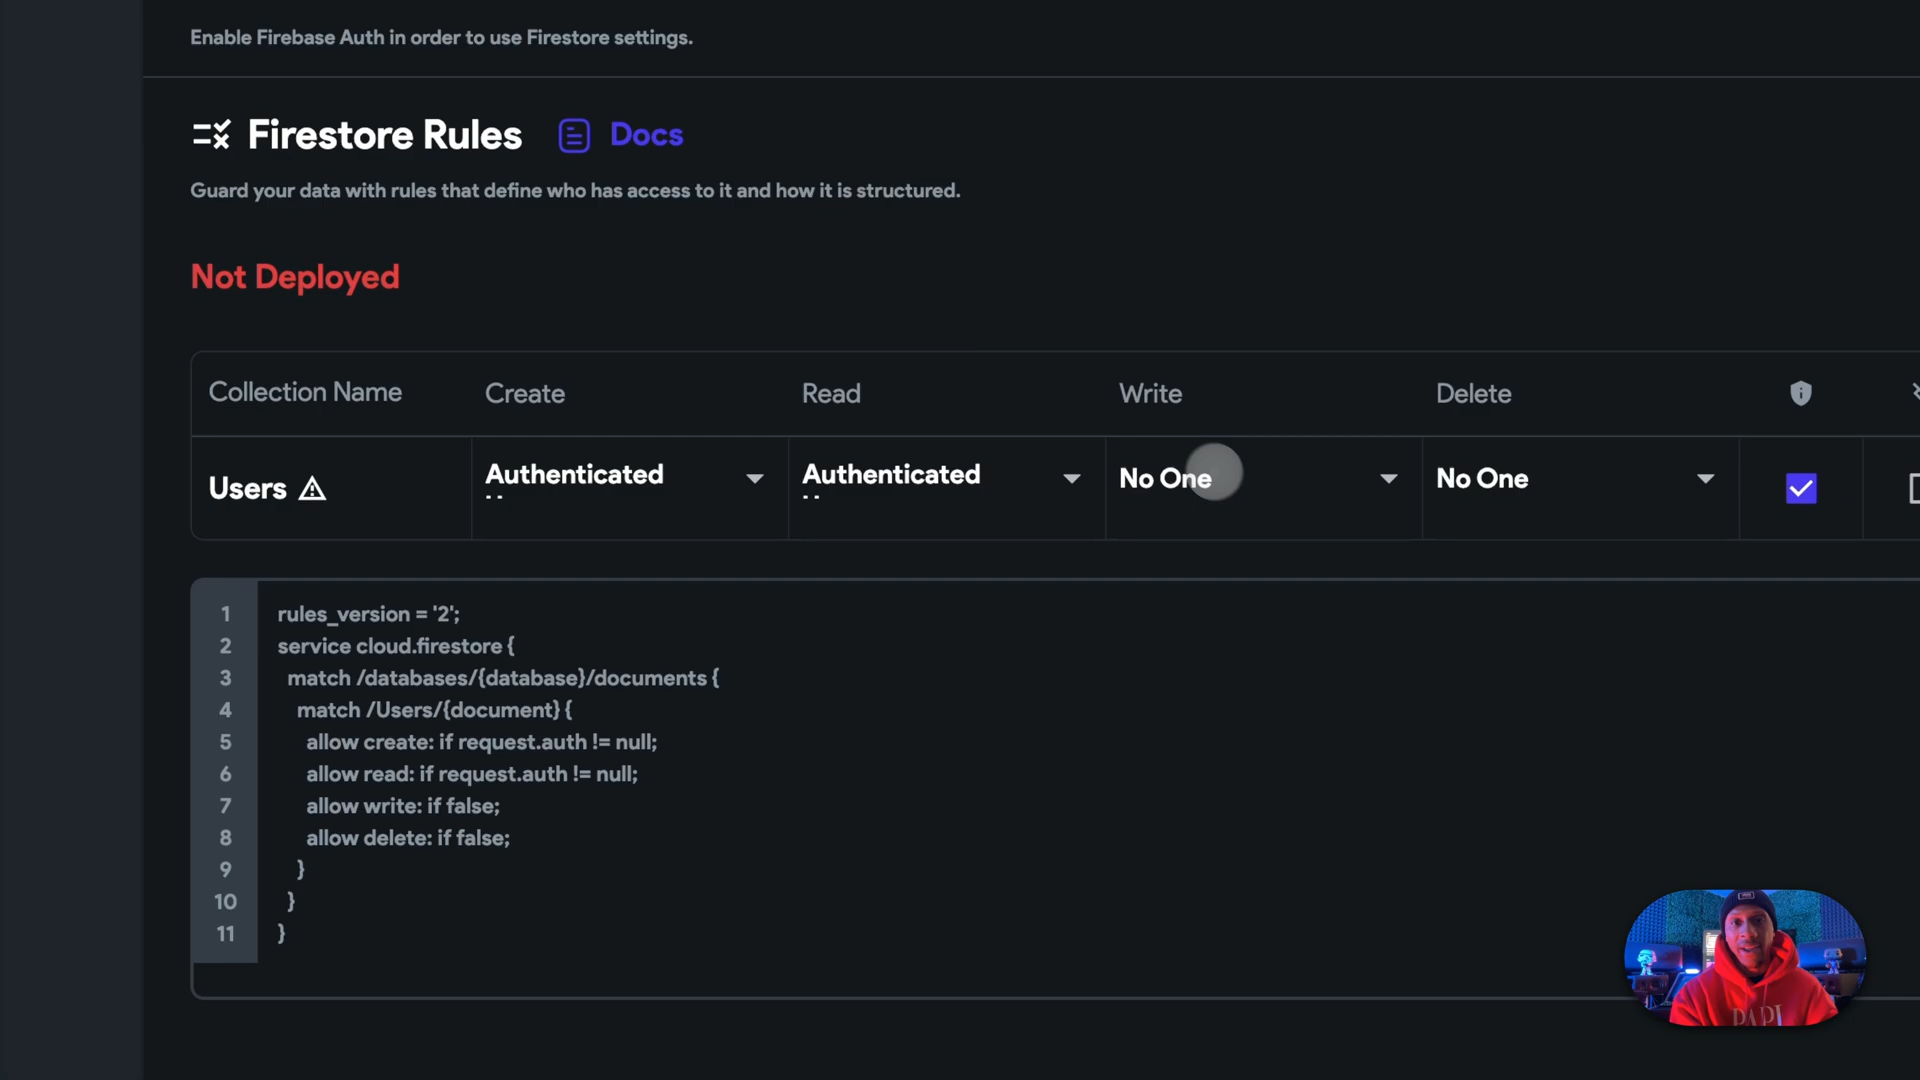 Enable Firebase Auth in order to use Firestore settings.
Firestore Rules Docs
Guard your data with rules that define who has access to it and how it is structured.
Not Deployed
Collection Name Create Read Write Delete
Users Authenticated Authenticated No One No One
1 rules_version = '2';
2 service cloud.firestore {
3 match /databases/{database}/documents {
4 match /Users/{document} {
5 allow create: if request.auth != null;
6 allow read: if request.auth != null;
7 allow write: if false;
8 allow delete: if false;
9 }
10 }
11 }